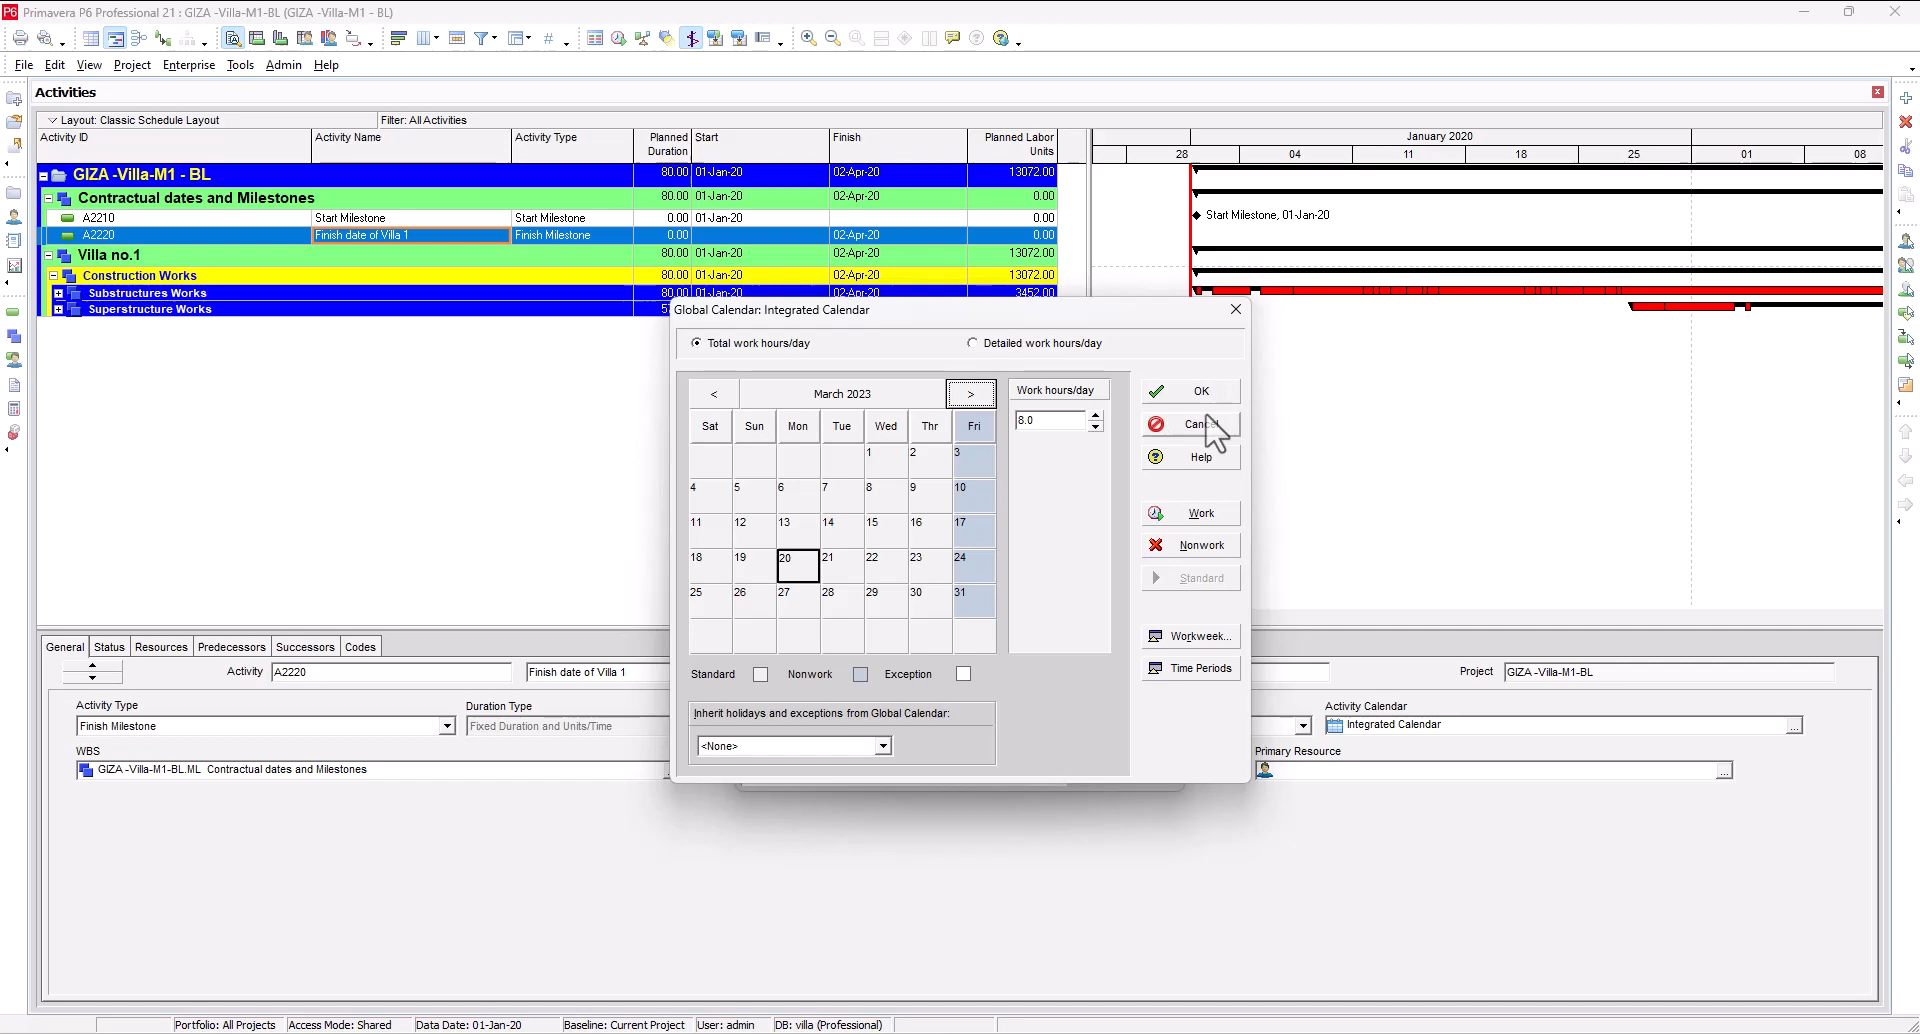 P6 Primavera P6 Professional 21 : GIZA -Villa-M1-BL (GIZA -Villa-M1 - BL)
File Edit View Project Enterprise Tools Admin Help
Activities
Layout: Classic Schedule Layout Filter: All Activities
Activity ID Activity Name Activity Type Planned Duration Start Finish Planned Labor Units
January 2020
28 04 11 18 25 01 08
GIZA -Villa-M1 - BL 80.00 01-Jan-20 02-Apr-20 13072.00
Contractual dates and Milestones 80.00 01-Jan-20 02-Apr-20 0.00
A2210 Start Milestone Start Milestone 0.00 01-Jan-20 0.00
Start Milestone, 01-Jan-20
A2220 Finish date of Villa 1 Finish Milestone 0.00 02-Apr-20 0.00
Villa no.1 80.00 01-Jan-20 02-Apr-20 13072.00
Construction Works 80.00 01-Jan-20 02-Apr-20 13072.00
Substructures Works 80.00 01-Jan-20 02-Apr-20 3452.00
Superstructure Works
Global Calendar: Integrated Calendar
Total work hours/day Detailed work hours/day
< March 2023 >
Work hours/day
8.0
Sat Sun Mon Tue Wed Thr Fri
1 2 3
4 5 6 7 8 9 10
11 12 13 14 15 16 17
18 19 20 21 22 23 24
25 26 27 28 29 30 31
OK
Cancel
Help
Work
Nonwork
Standard
Workweek...
Time Periods
Standard Nonwork Exception
Inherit holidays and exceptions from Global Calendar:
<None>
General Status Resources Predecessors Successors Codes
Activity A2220 Finish date of Villa 1 Project GIZA -Villa-M1-BL
Activity Type Duration Type Activity Calendar
Finish Milestone Fixed Duration and Units/Time Integrated Calendar
WBS Primary Resource
GIZA -Villa-M1-BL.ML Contractual dates and Milestones
Portfolio: All Projects Access Mode: Shared Data Date: 01-Jan-20 Baseline: Current Project User: admin DB: villa (Professional)